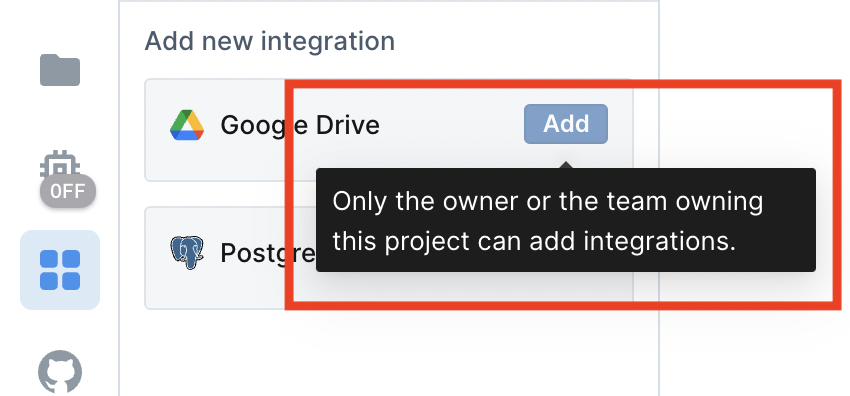 Add new integration
Google Drive
Add
OFF
Only the owner or the team owning
this project can add integrations.
Postgre